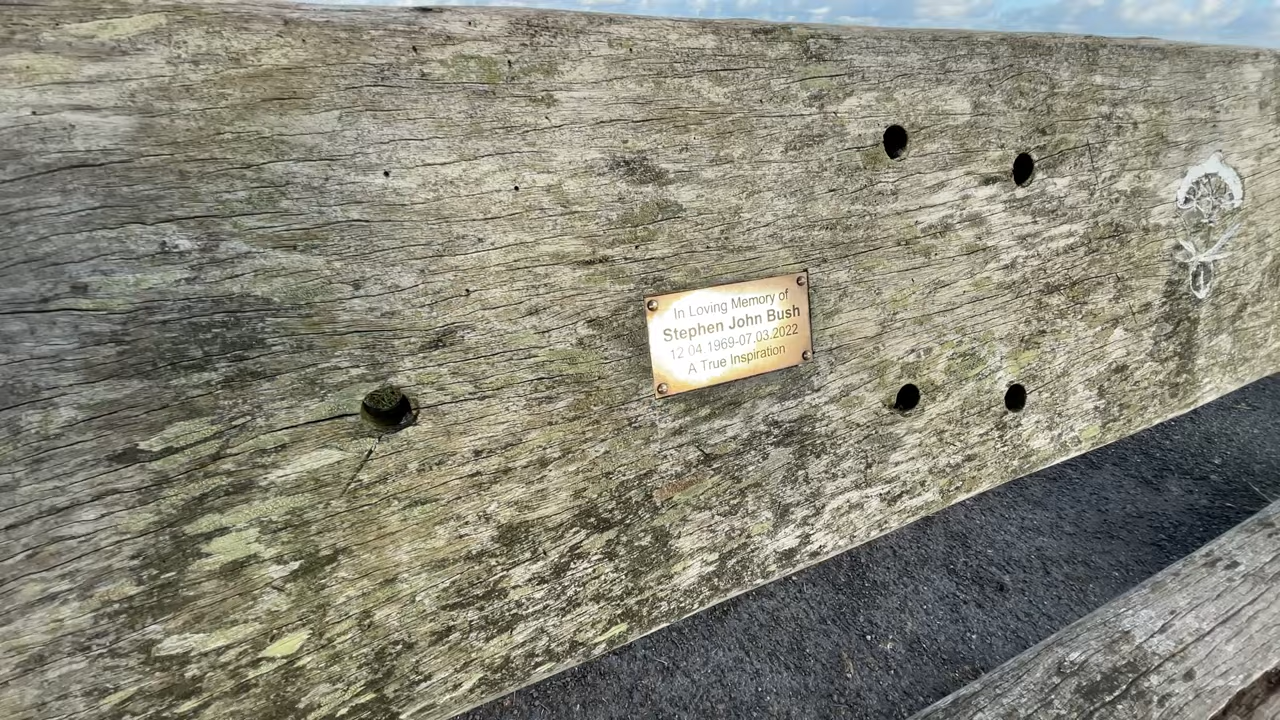 In Loving Memory of
Stephen John Bush
12.04.1969-07.03.2022
A True Inspiration